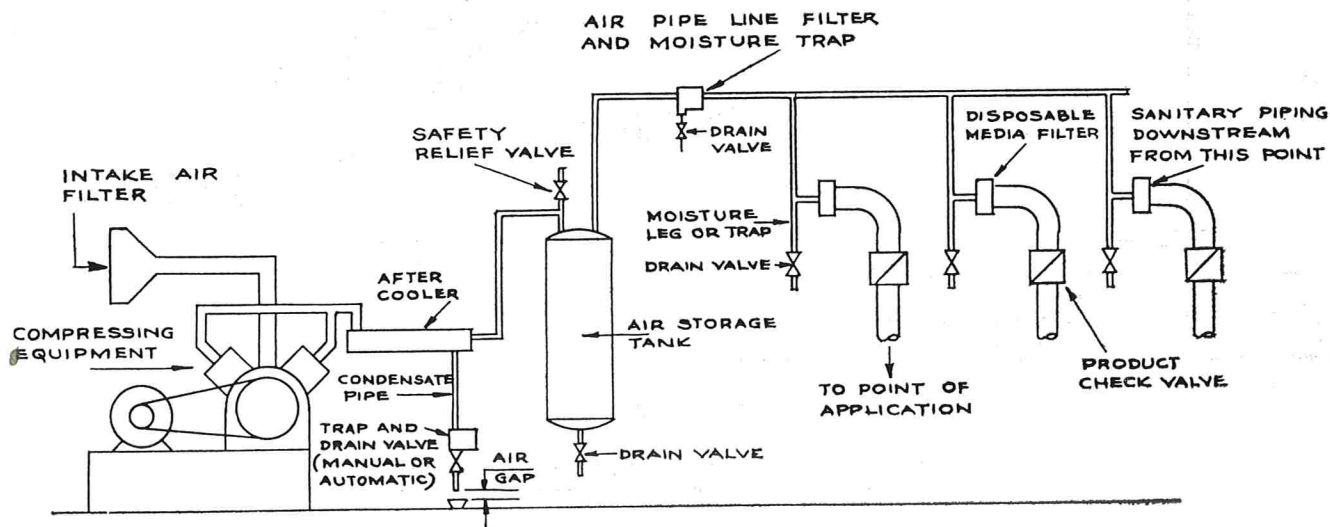 AIR PIPE LINE FILTER
AND MOISTURE TRAP
SAFETY
RELIEF VALVE
DRAIN
VALVE
DISPOSABLE
MEDIA FILTER
SANITARY PIPING
DOWNSTREAM
FROM THIS POINT
INTAKE AIR
FILTER
MOISTURE
LEG OR TRAP
DRAIN VALVE
AFTER
COOLER
COMPRESSING
EQUIPMENT
AIR STORAGE
TANK
CONDENSATE
PIPE
TO POINT OF
APPLICATION
PRODUCT
CHECK VALVE
TRAP AND
DRAIN VALVE
(MANUAL OR
AUTOMATIC)
AIR
GAP
DRAIN VALVE